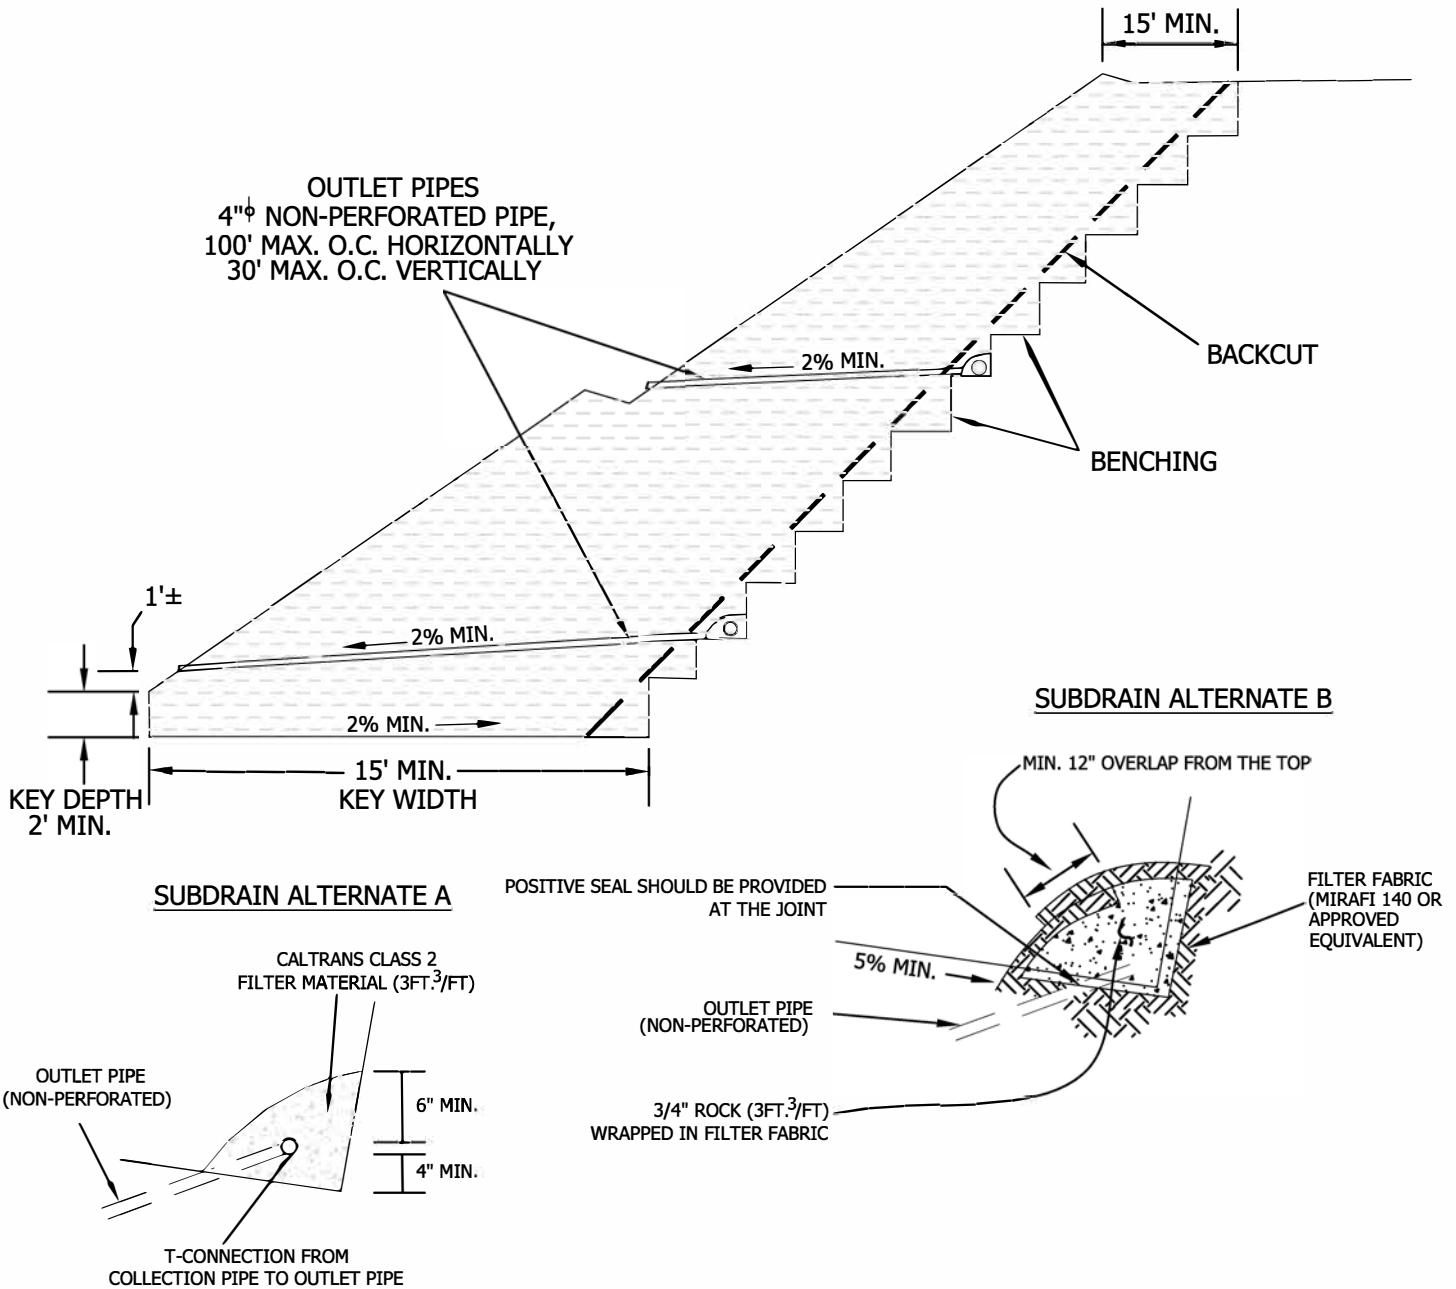 15' MIN.
OUTLET PIPES
4"ϕ NON-PERFORATED PIPE,
100' MAX. O.C. HORIZONTALLY
30' MAX. O.C. VERTICALLY
2% MIN.
BACKCUT
BENCHING
1'±
2% MIN.
2% MIN.
15' MIN.
KEY WIDTH
KEY DEPTH
2' MIN.
SUBDRAIN ALTERNATE B
MIN. 12" OVERLAP FROM THE TOP
POSITIVE SEAL SHOULD BE PROVIDED
AT THE JOINT
FILTER FABRIC
(MIRAFI 140 OR
APPROVED
EQUIVALENT)
5% MIN.
OUTLET PIPE
(NON-PERFORATED)
3/4" ROCK (3FT.³/FT)
WRAPPED IN FILTER FABRIC
SUBDRAIN ALTERNATE A
CALTRANS CLASS 2
FILTER MATERIAL (3FT.³/FT)
OUTLET PIPE
(NON-PERFORATED)
6" MIN.
4" MIN.
T-CONNECTION FROM
COLLECTION PIPE TO OUTLET PIPE